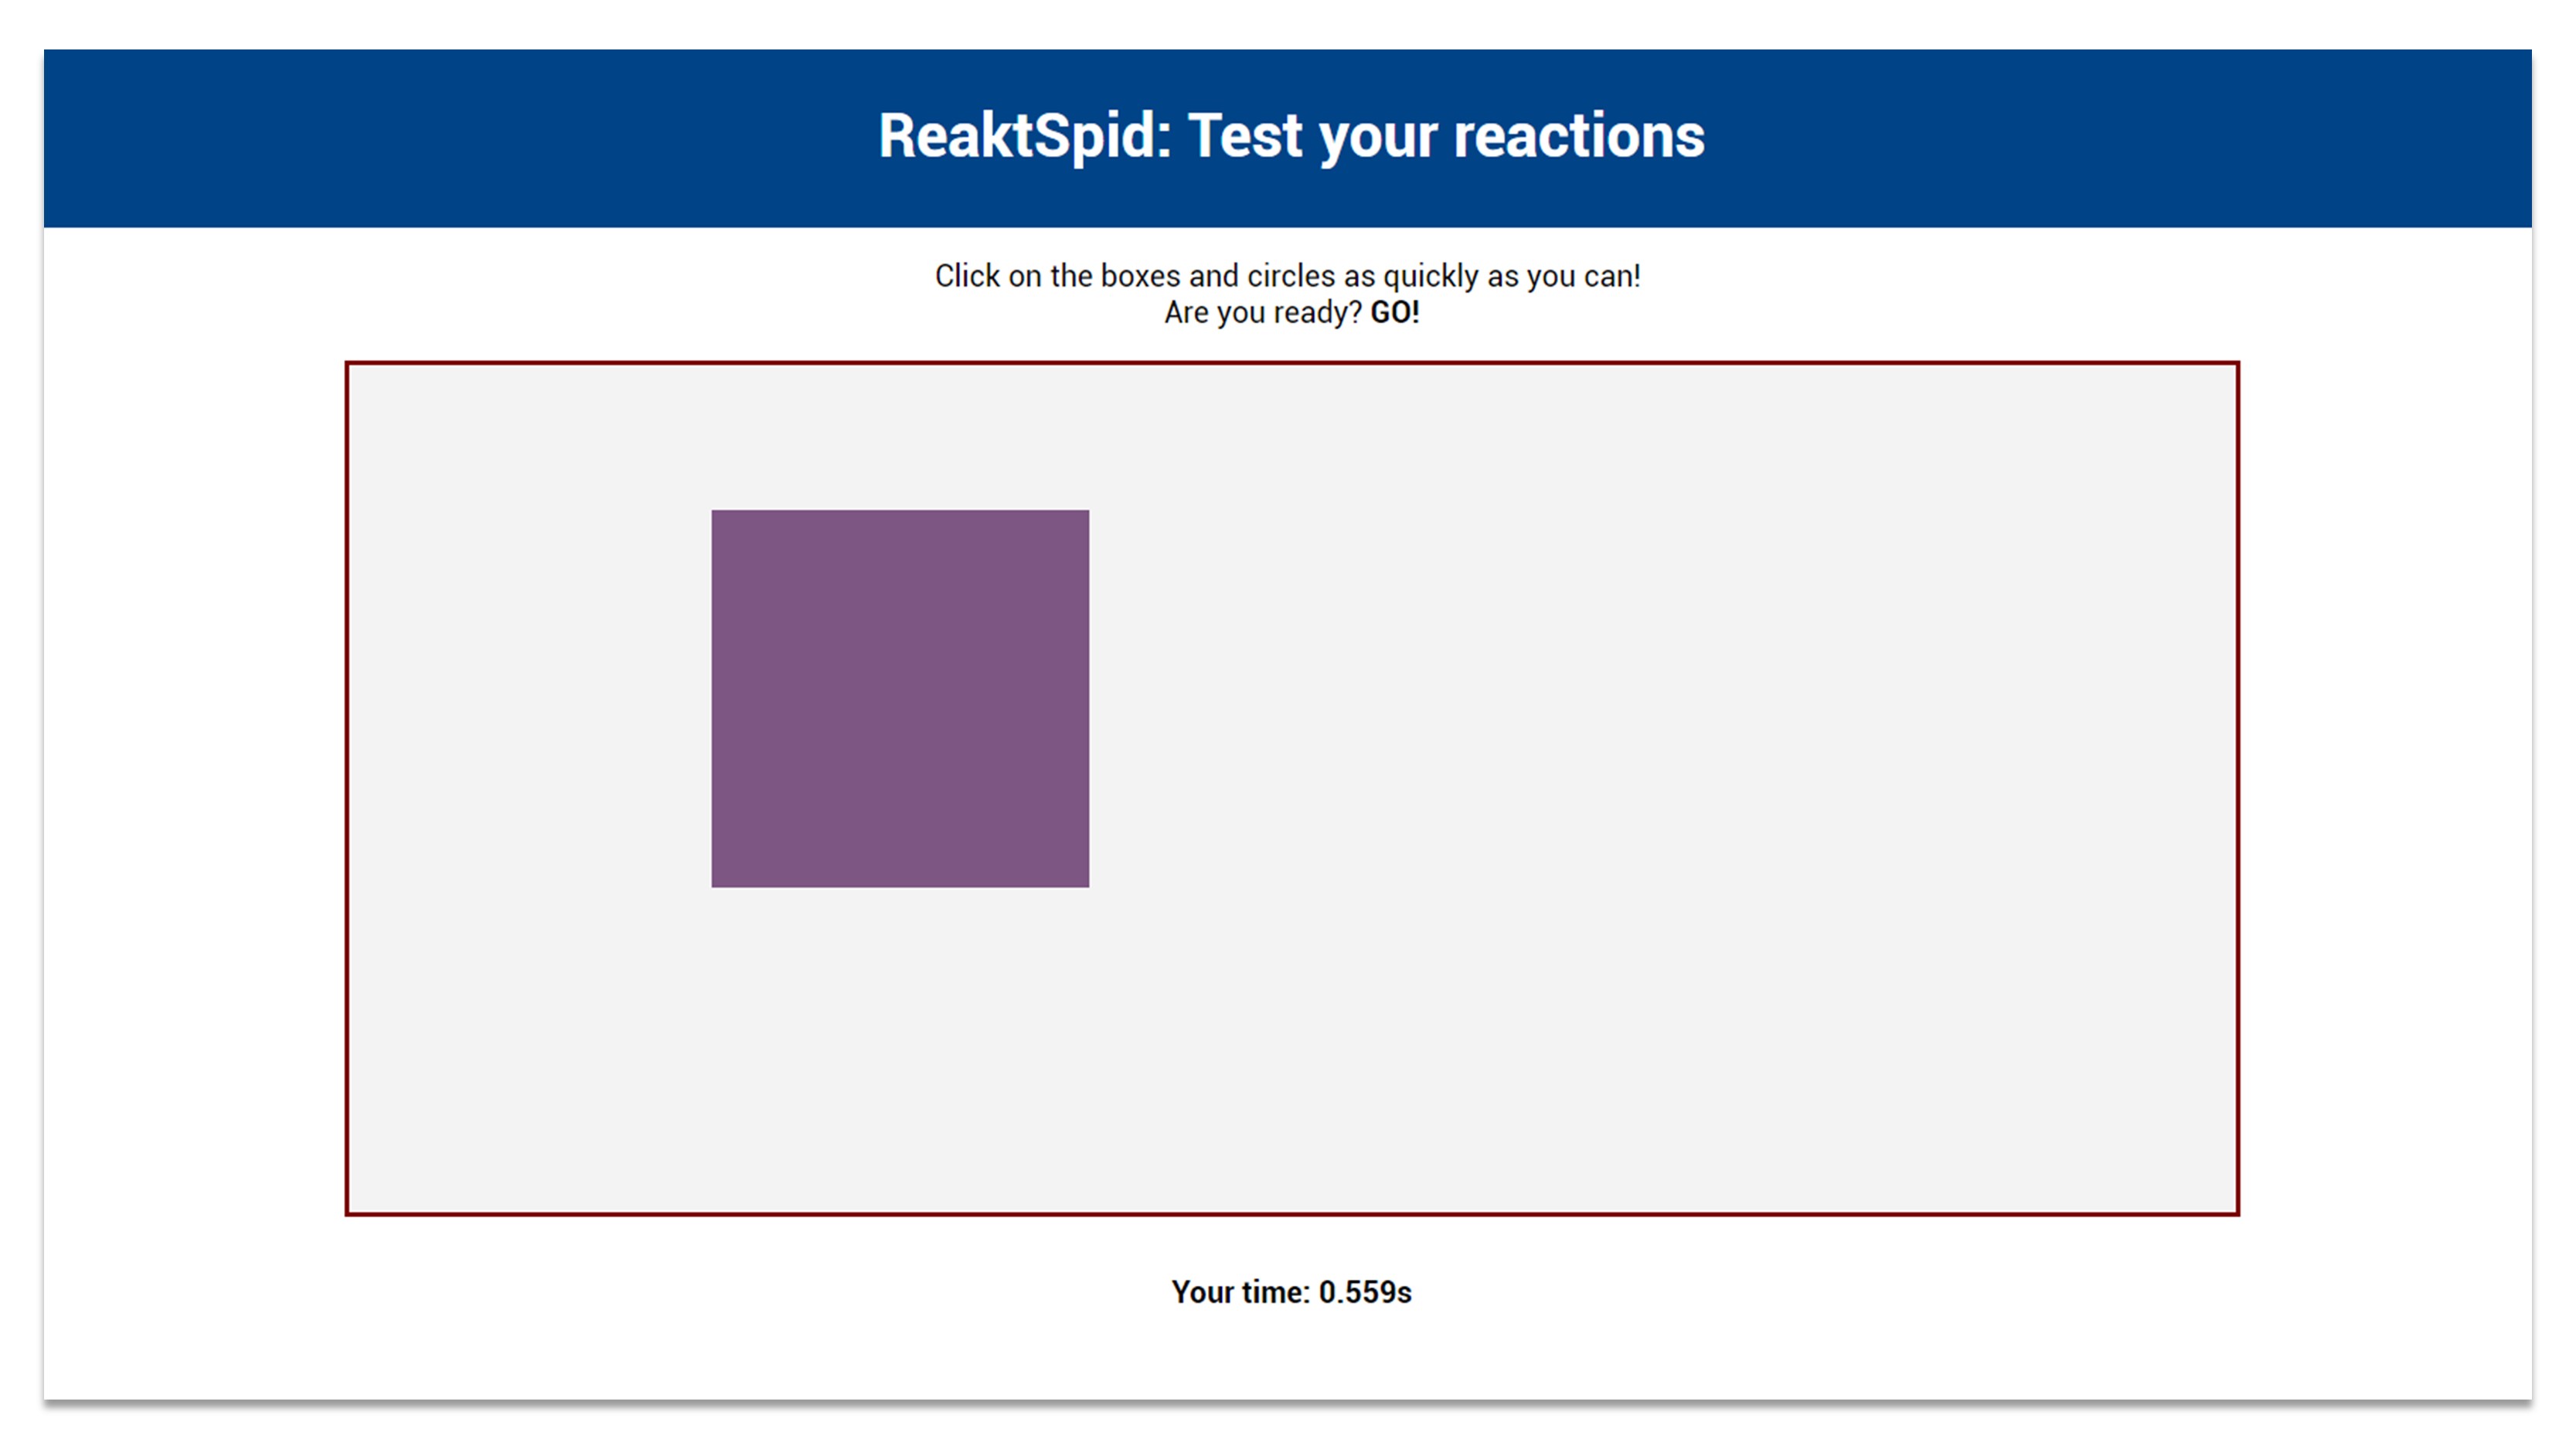 ReaktSpid: Test your reactions
Click on the boxes and circles as quickly as you can!
Are you ready? GO!
Your time: 0.559s